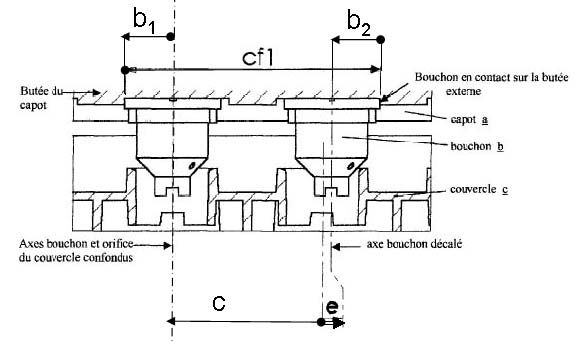 b1
b2
cf1
Butée du
capot
Bouchon en contact sur la butée
externe
capot a
bouchon b
couvercle c
Axes bouchon et orifice
du couvercle confondus
axe bouchon décalé
c
e